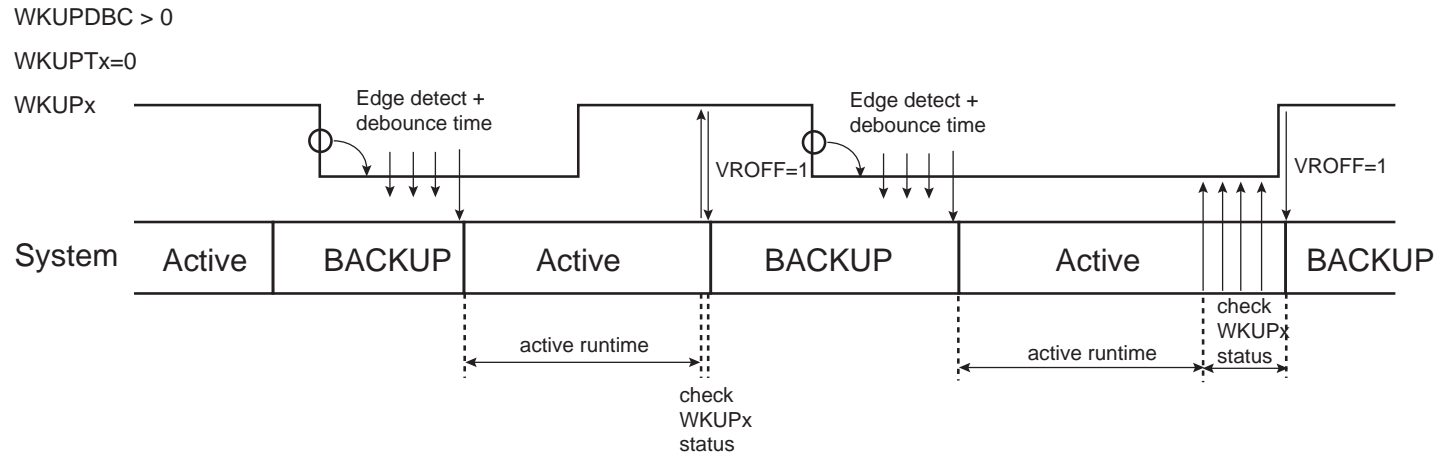 WKUPDBC > 0
WKUPTx=0
WKUPx
Edge detect +
debounce time
VROFF=1
Edge detect +
debounce time
VROFF=1
System
Active
BACKUP
Active
BACKUP
Active
BACKUP
active runtime
check
WKUPx
status
active runtime
check
WKUPx
status